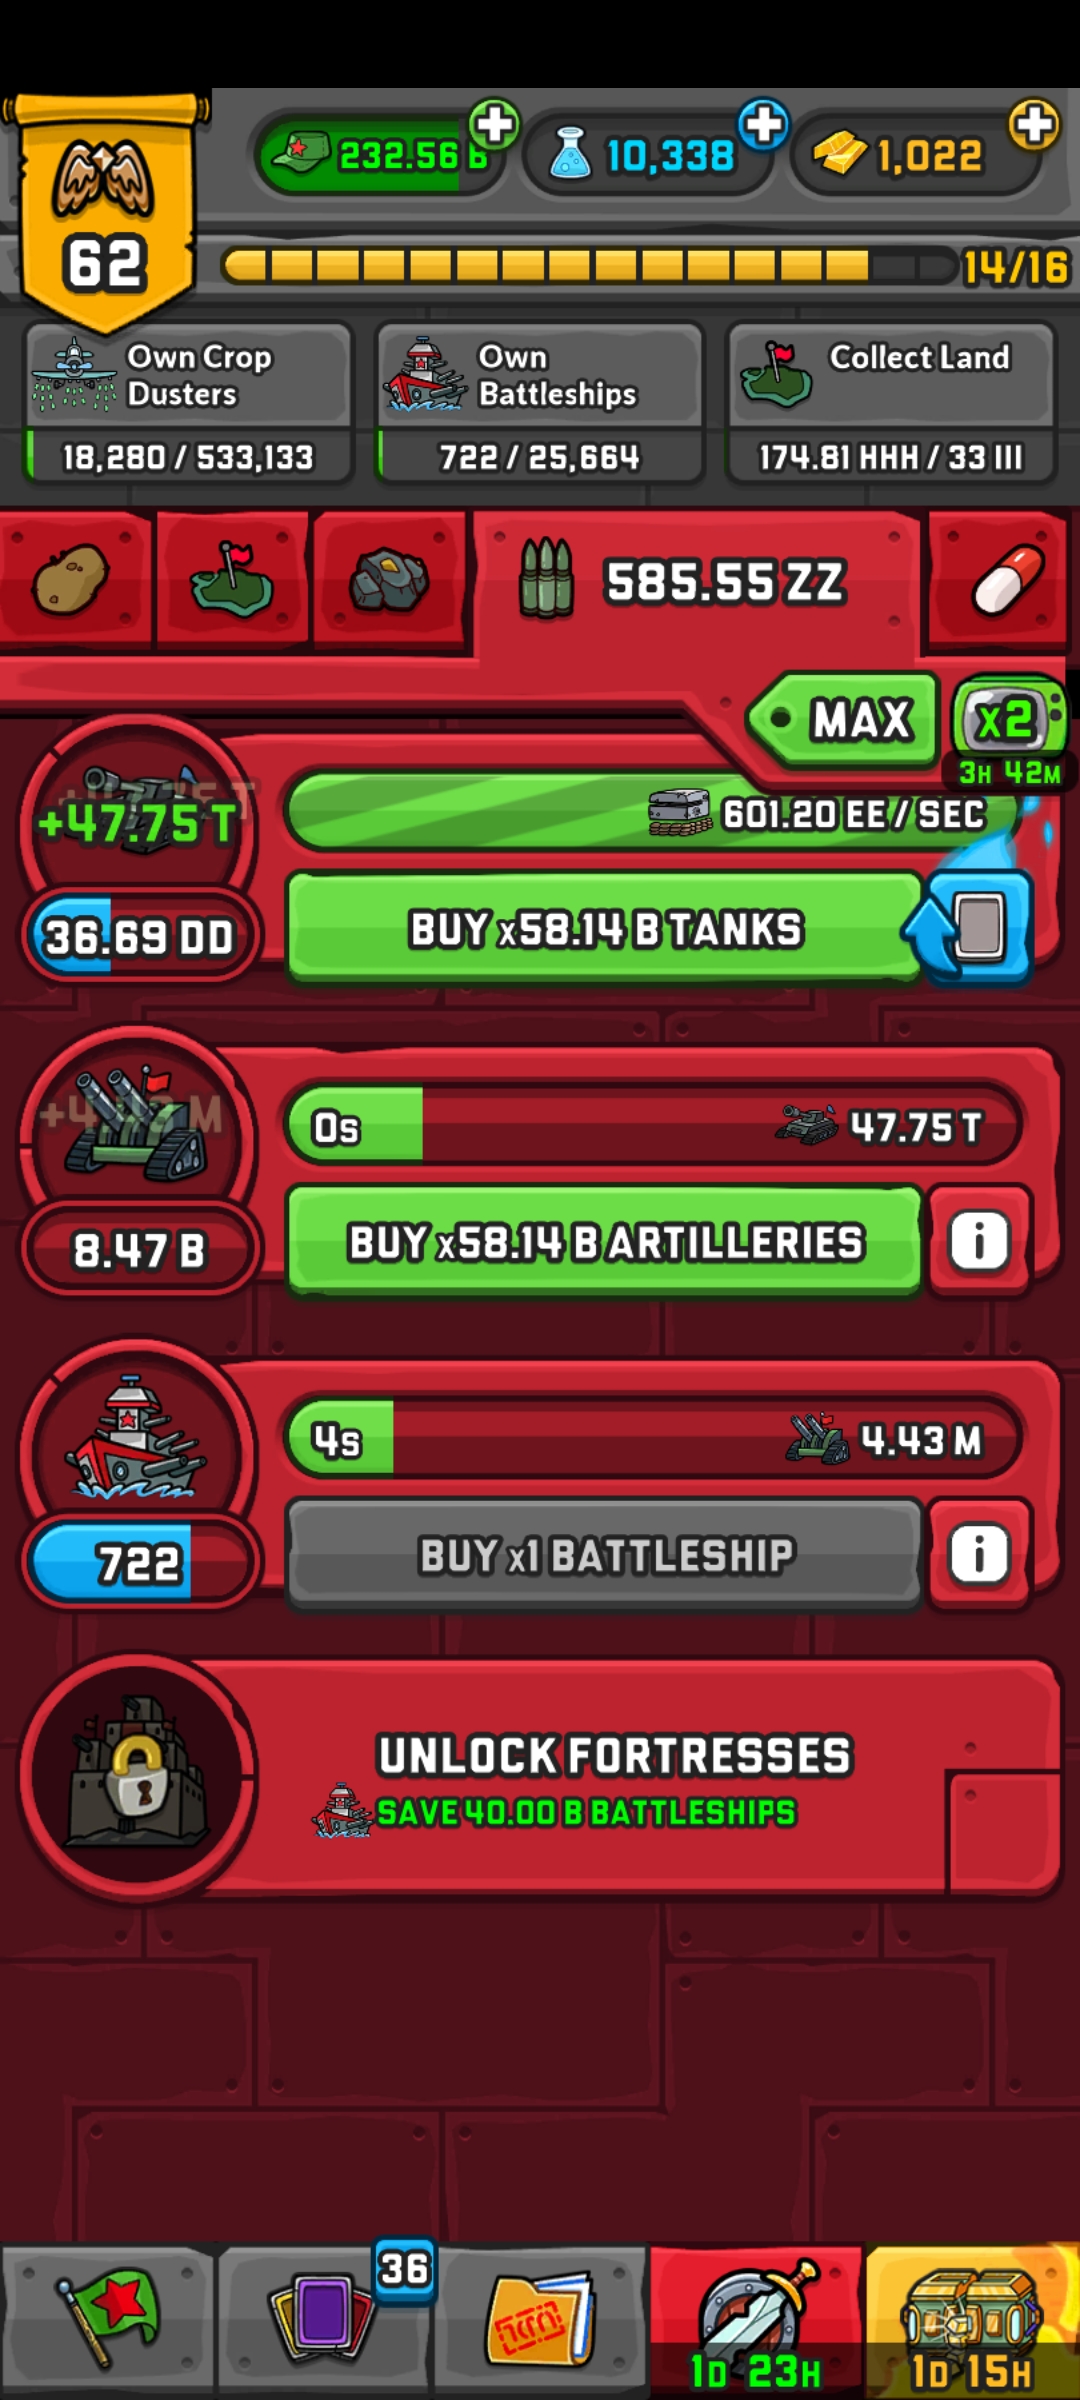 232.56 B
10,338
1,022
62
14/16
Own Crop
Dusters
18,280 / 533,133
Own
Battleships
722 / 25,664
Collect Land
174.81 HHH / 33 III
585.55 ZZ
MAX
x2
3H 42M
+47.75 T
601.20 EE / SEC
36.69 DD
BUY x58.14 B TANKS
0s
47.75 T
8.47 B
BUY x58.14 B ARTILLERIES
i
4s
4.43 M
722
BUY x1 BATTLESHIP
i
UNLOCK FORTRESSES
SAVE 40.00 B BATTLESHIPS
36
1D 23H
1D 15H